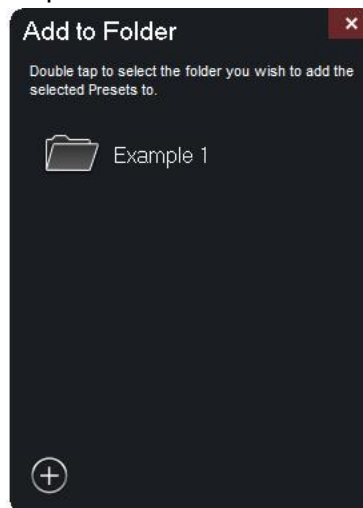 Add to Folder
Double tap to select the folder you wish to add the
selected Presets to.
Example 1